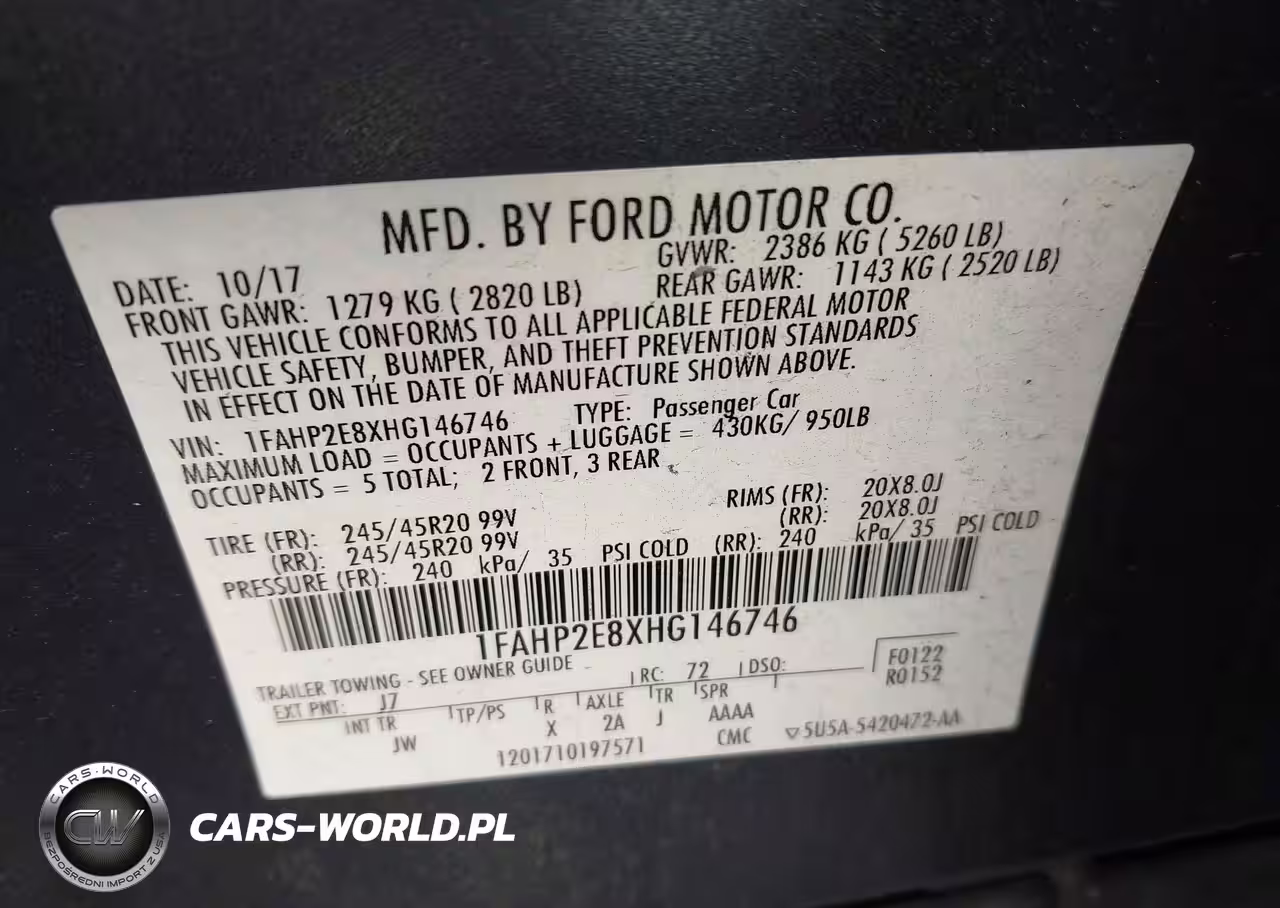 MFD. BY FORD MOTOR CO.
DATE: 10/17 GVWR: 2386 KG ( 5260 LB)
FRONT GAWR: 1279 KG ( 2820 LB) REAR GAWR: 1143 KG ( 2520 LB)
THIS VEHICLE CONFORMS TO ALL APPLICABLE FEDERAL MOTOR
VEHICLE SAFETY, BUMPER, AND THEFT PREVENTION STANDARDS
IN EFFECT ON THE DATE OF MANUFACTURE SHOWN ABOVE.
VIN: 1FAHP2E8XHG146746 TYPE: Passenger Car
MAXIMUM LOAD = OCCUPANTS + LUGGAGE = 430KG/ 950LB
OCCUPANTS = 5 TOTAL; 2 FRONT, 3 REAR
TIRE (FR): 245/45R20 99V RIMS (FR): 20X8.0J
(RR): 245/45R20 99V (RR): 20X8.0J
PRESSURE (FR): 240 kPa/ 35 PSI COLD (RR): 240 kPa/ 35 PSI COLD
1FAHP2E8XHG146746
TRAILER TOWING - SEE OWNER GUIDE
F0122
EXT PNT: J7 RC: 72 DSO: R0152
INT TR TP/PS R AXLE TR SPR
JW X 2A J AAAA
1201710197571 CMC ▽5U5A-5420472-AA
CARS-WORLD
CW
BEZPOŚREDNI IMPORT Z USA
CARS-WORLD.PL